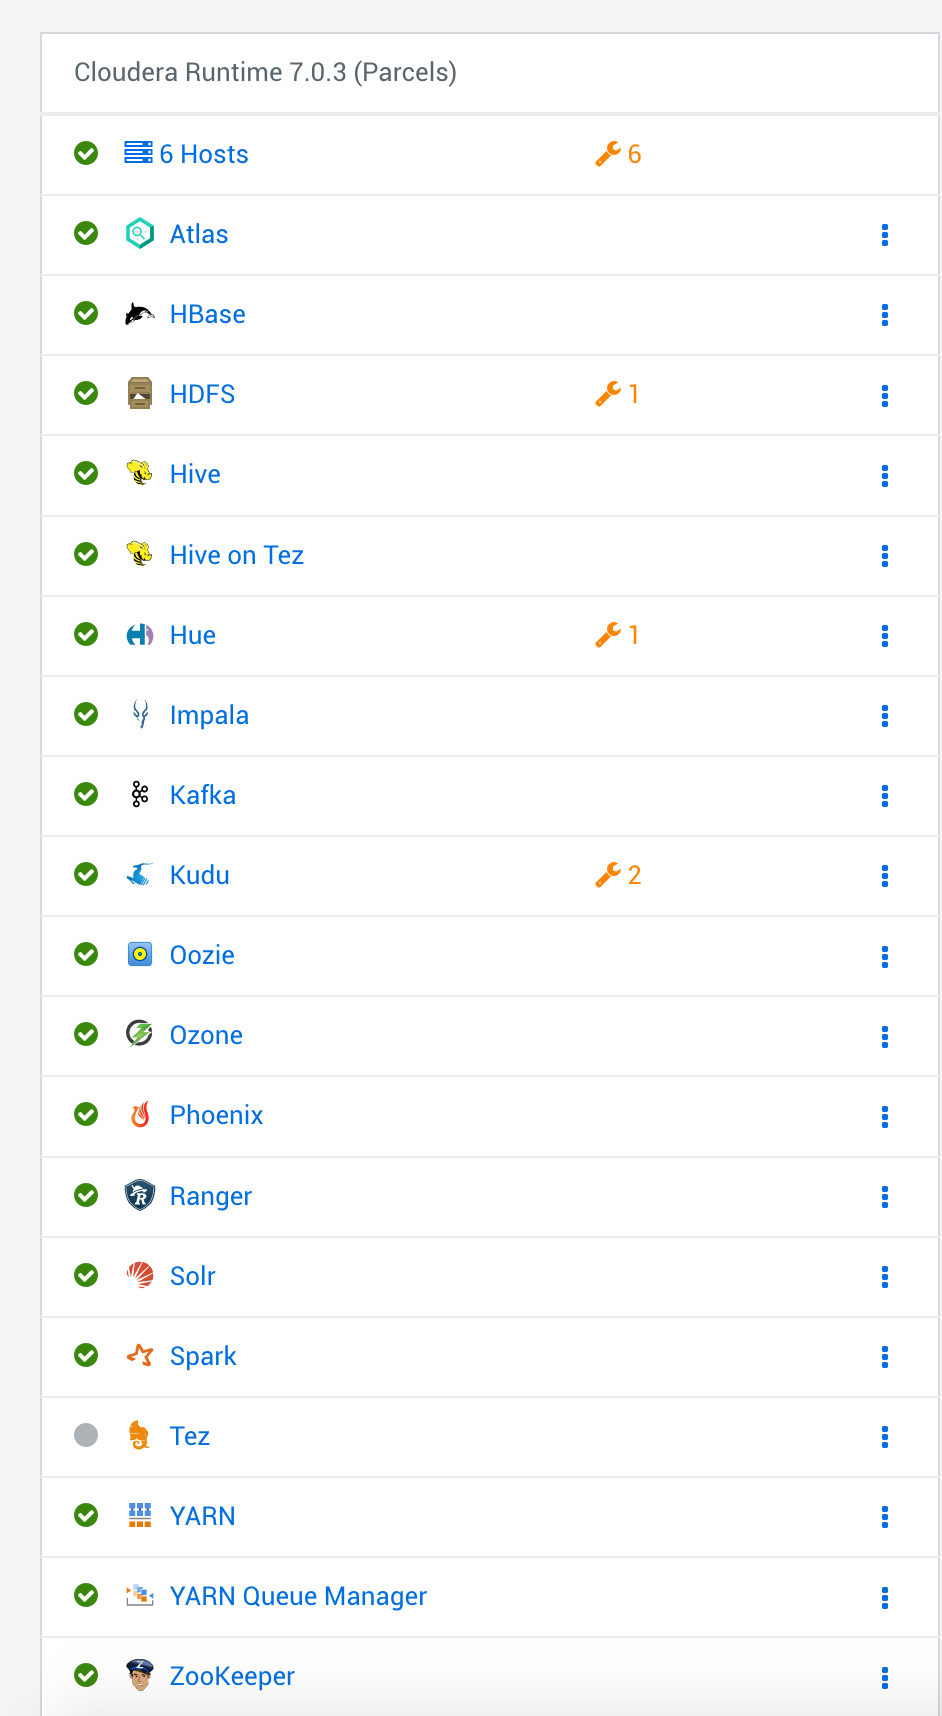 Cloudera Runtime 7.0.3 (Parcels)
6 Hosts 6
Atlas
HBase
HDFS 1
Hive
Hive on Tez
Hue 1
Impala
Kafka
Kudu 2
Oozie
Ozone
Phoenix
Ranger
Solr
Spark
Tez
YARN
YARN Queue Manager
ZooKeeper